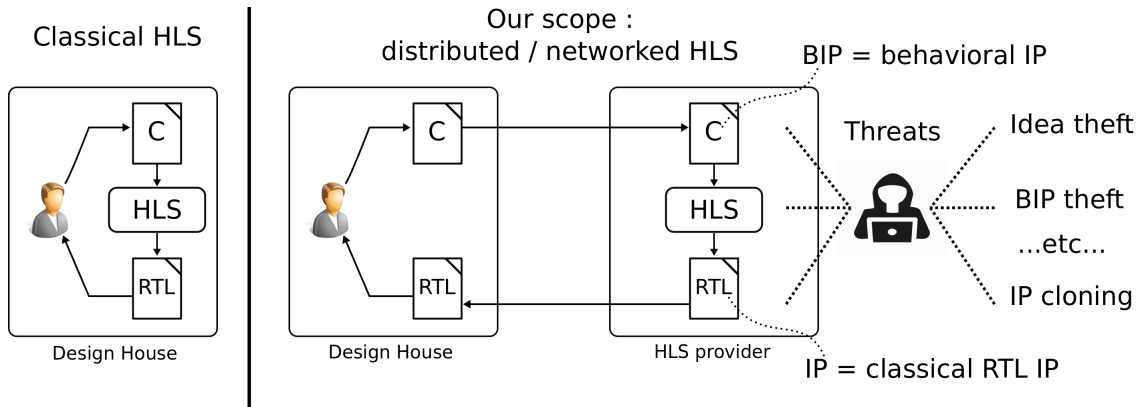 Classical HLS
C
HLS
RTL
Design House
Our scope :
distributed / networked HLS
C
RTL
Design House
C
HLS
RTL
HLS provider
BIP = behavioral IP
Threats
Idea theft
BIP theft
...etc...
IP cloning
IP = classical RTL IP